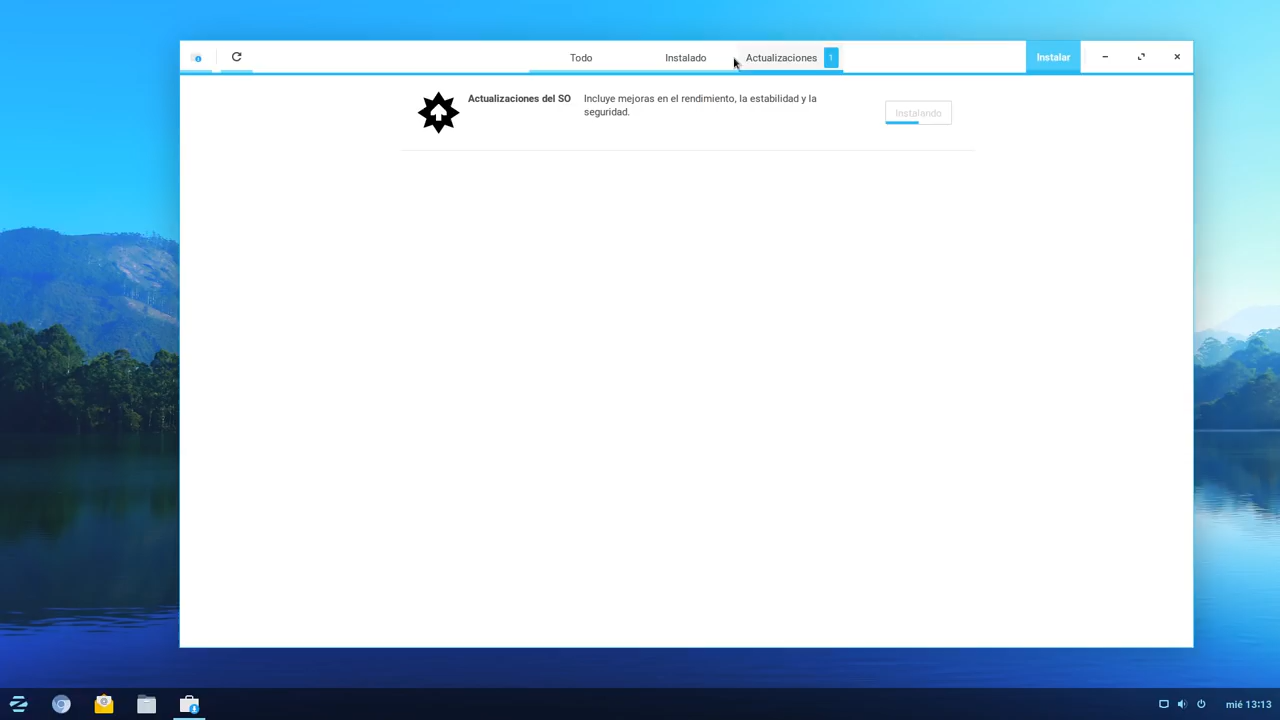 Todo
Instalado
Actualizaciones
1
Instalar
Actualizaciones del SO
Incluye mejoras en el rendimiento, la estabilidad y la
seguridad.
Instalando
mié 13:13